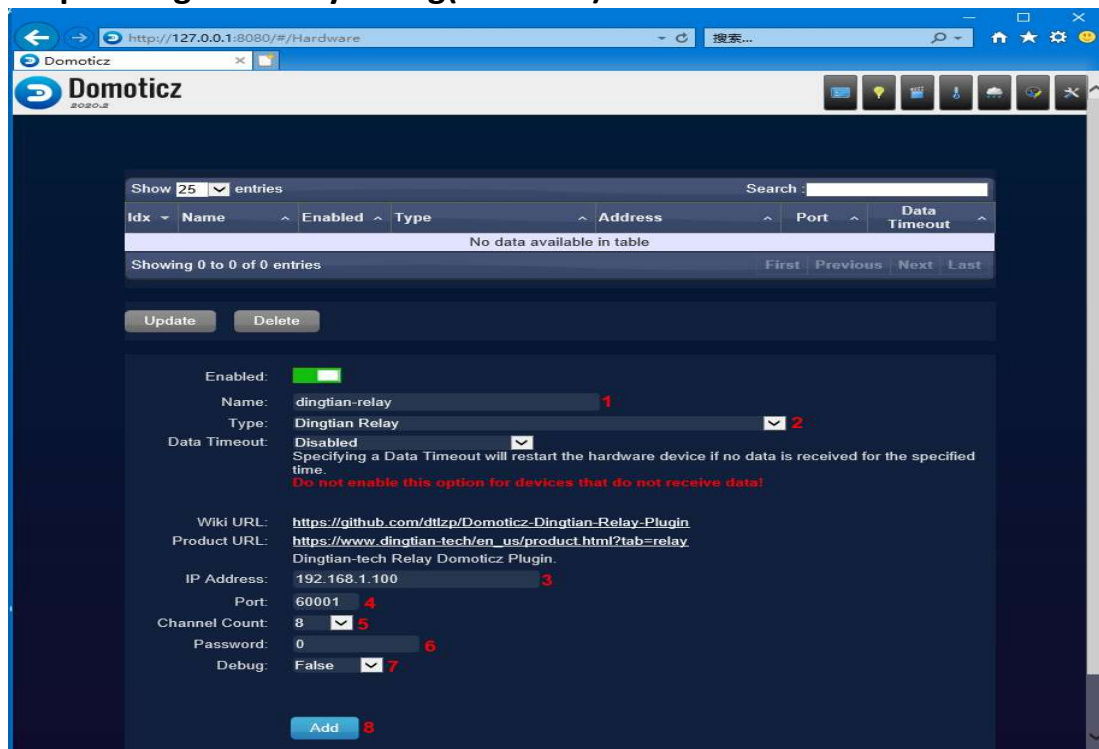 http://127.0.0.1:8080/#/Hardware
搜索...
Domoticz
Domoticz
2020.2
Show 25 entries
Search :
Idx Name Enabled Type Address Port Data Timeout
No data available in table
Showing 0 to 0 of 0 entries
First Previous Next Last
Update Delete
Enabled:
Name: dingtian-relay 1
Type: Dingtian Relay 2
Data Timeout: Disabled
Specifying a Data Timeout will restart the hardware device if no data is received for the specified
time.
Do not enable this option for devices that do not receive data!
Wiki URL: https://github.com/dtlzp/Domoticz-Dingtian-Relay-Plugin
Product URL: https://www.dingtian-tech/en_us/product.html?tab=relay
Dingtian-tech Relay Domoticz Plugin.
IP Address: 192.168.1.100 3
Port: 60001 4
Channel Count: 8 5
Password: 0 6
Debug: False 7
Add 8